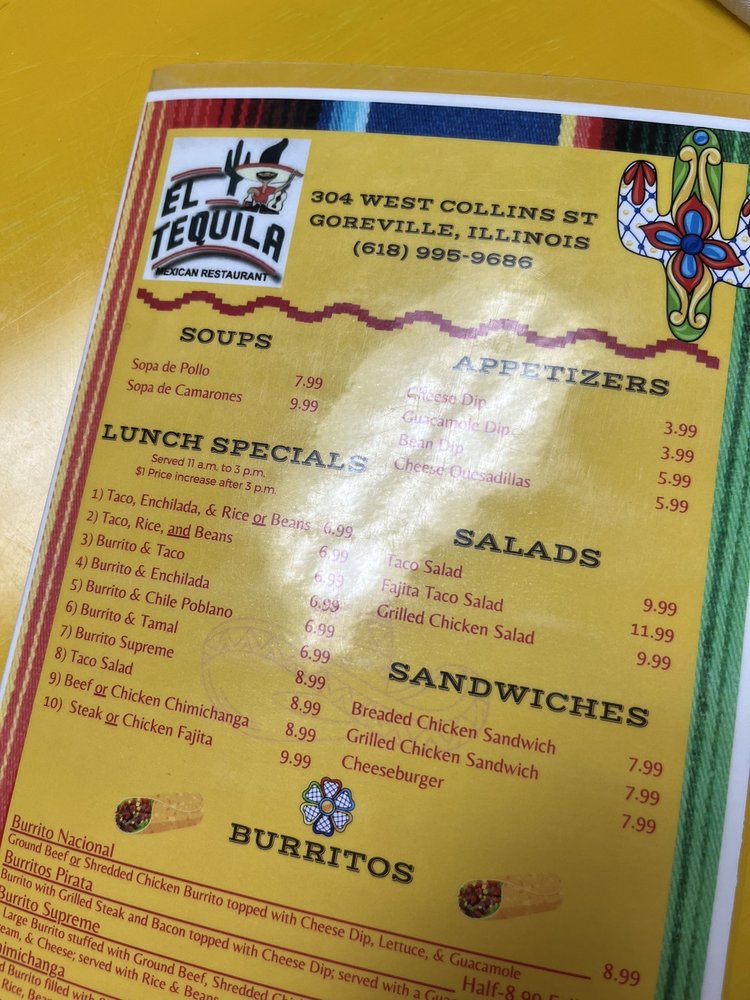 EL
TEQUILA
MEXICAN RESTAURANT
304 WEST COLLINS ST
GOREVILLE, ILLINOIS
(618) 995-9686
SOUPS
Sopa de Pollo 7.99
Sopa de Camarones 9.99
LUNCH SPECIALS
Served 11 a.m. to 3 p.m.
$1 Price increase after 3 p.m.
1) Taco, Enchilada, & Rice or Beans 6.99
2) Taco, Rice, and Beans 6.99
3) Burrito & Taco 6.99
4) Burrito & Enchilada 6.99
5) Burrito & Chile Poblano 6.99
6) Burrito & Tamal 6.99
7) Burrito Supreme 8.99
8) Taco Salad 8.99
9) Beef or Chicken Chimichanga 8.99
10) Steak or Chicken Fajita 9.99
APPETIZERS
Cheese Dip 3.99
Guacamole Dip 3.99
Bean Dip 5.99
Cheese Quesadillas 5.99
SALADS
Taco Salad 9.99
Fajita Taco Salad 11.99
Grilled Chicken Salad 9.99
SANDWICHES
Breaded Chicken Sandwich 7.99
Grilled Chicken Sandwich 7.99
Cheeseburger 7.99
BURRITOS
Burrito Nacional
Ground Beef or Shredded Chicken Burrito topped with Cheese Dip, Lettuce, & Guacamole 8.99
Burritos Pirata
Burrito with Grilled Steak and Bacon topped with Cheese Dip; served with a Half-8.99
Burrito Supreme
Large Burrito stuffed with Ground Beef, Shredded
& Cheese; served with Rice & Beans
Burrito filled with
Rice,